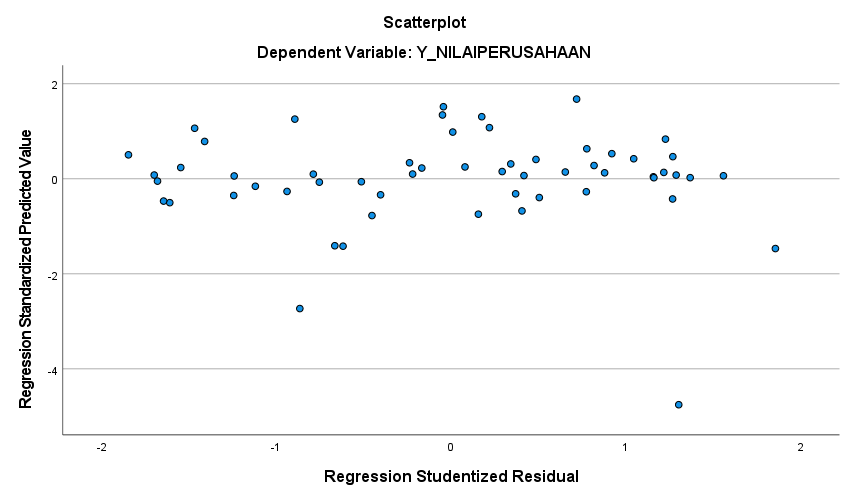 Scatterplot
Dependent Variable: Y_NILAIPERUSAHAAN
Regression Standardized Predicted Value
2
0
-2
-4
-2
-1
0
1
2
Regression Studentized Residual